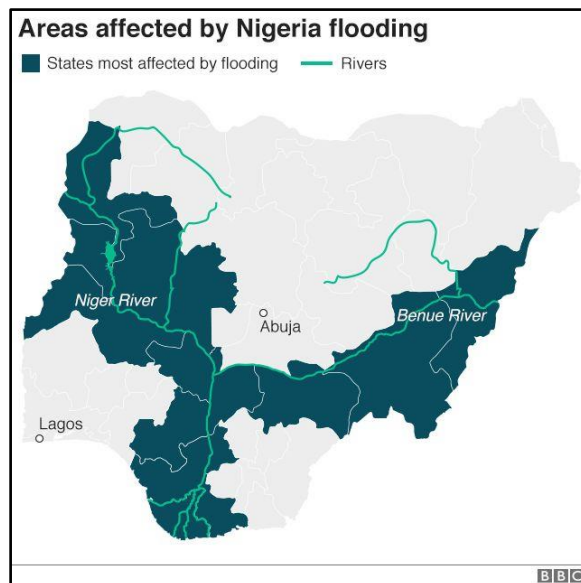 Areas affected by Nigeria flooding
States most affected by flooding Rivers
Niger River
Abuja
Benue River
Lagos
BBC